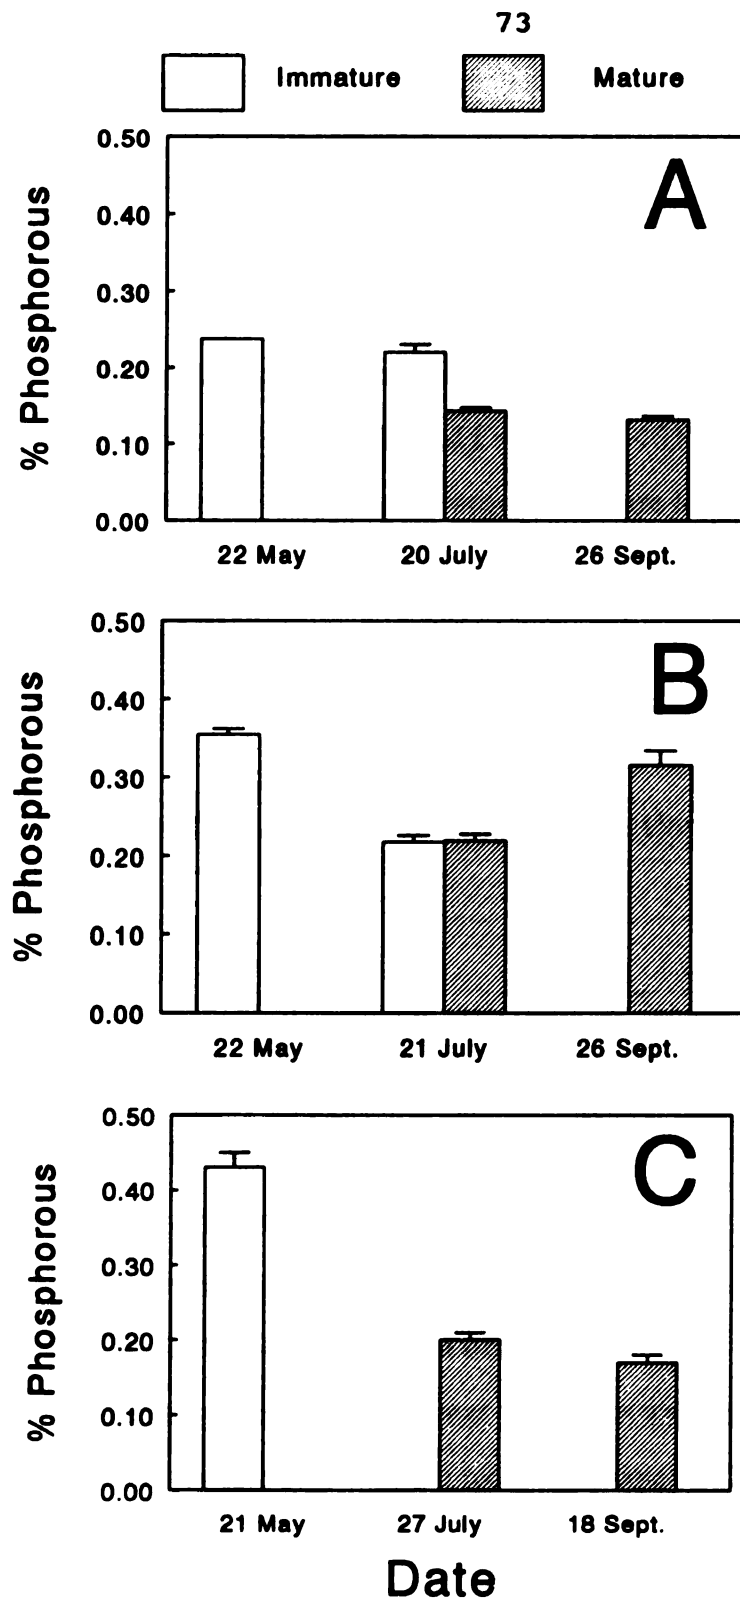 73
Immature Mature
A
% Phosphorous
0.50
0.40
0.30
0.20
0.10
0.00
22 May 20 July 26 Sept.
B
% Phosphorous
0.50
0.40
0.30
0.20
0.10
0.00
22 May 21 July 26 Sept.
C
% Phosphorous
0.50
0.40
0.30
0.20
0.10
0.00
21 May 27 July 18 Sept.
Date